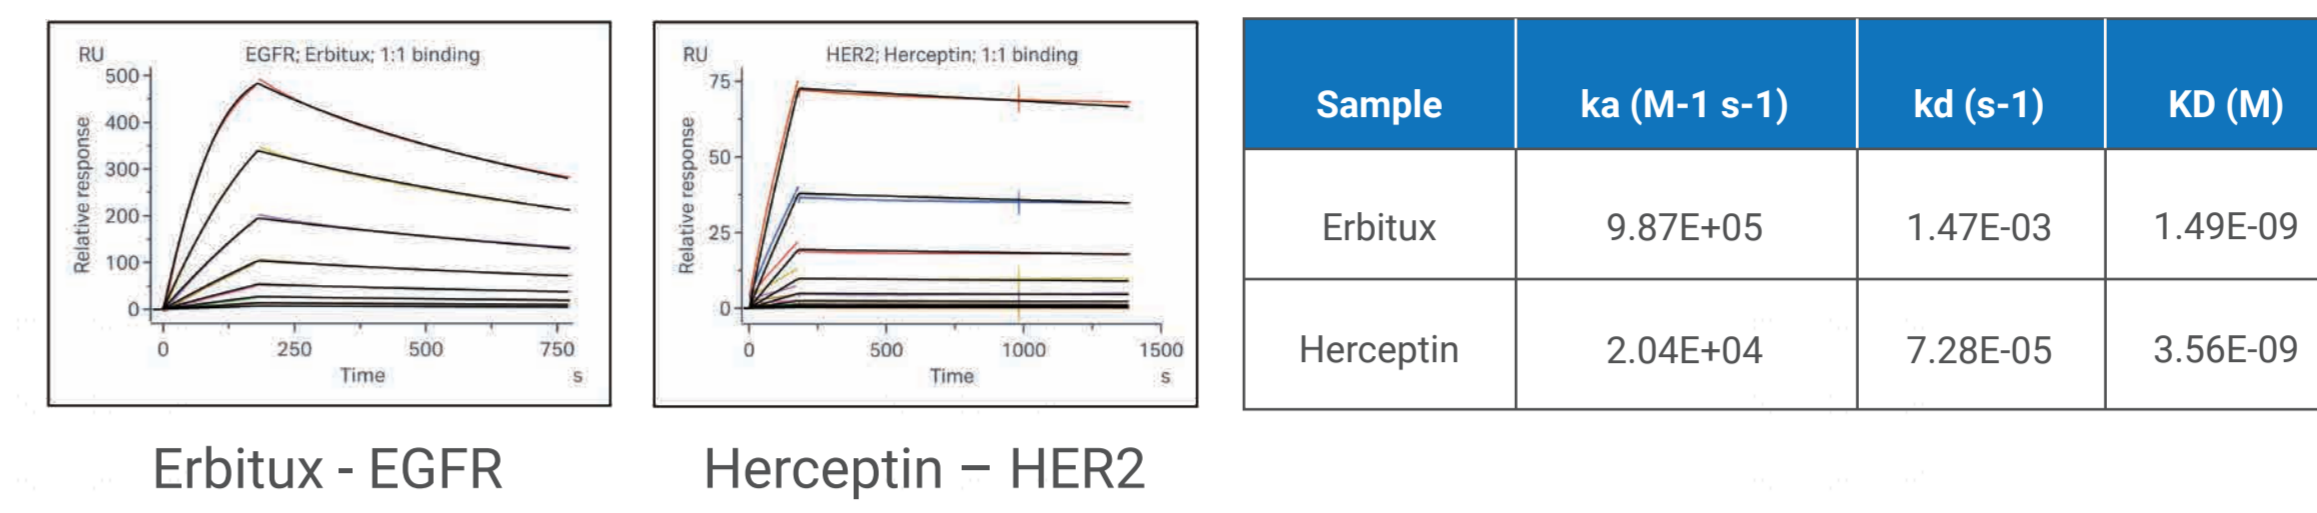 RU EGFR; Erbitux; 1:1 binding
500
400
300
200
100
0
Relative response
0 250 500 750
Time s
Erbitux - EGFR
RU HER2; Herceptin; 1:1 binding
75
50
25
0
Relative response
0 500 1000 1500
Time s
Herceptin – HER2
Sample ka (M-1 s-1) kd (s-1) KD (M)
Erbitux 9.87E+05 1.47E-03 1.49E-09
Herceptin 2.04E+04 7.28E-05 3.56E-09